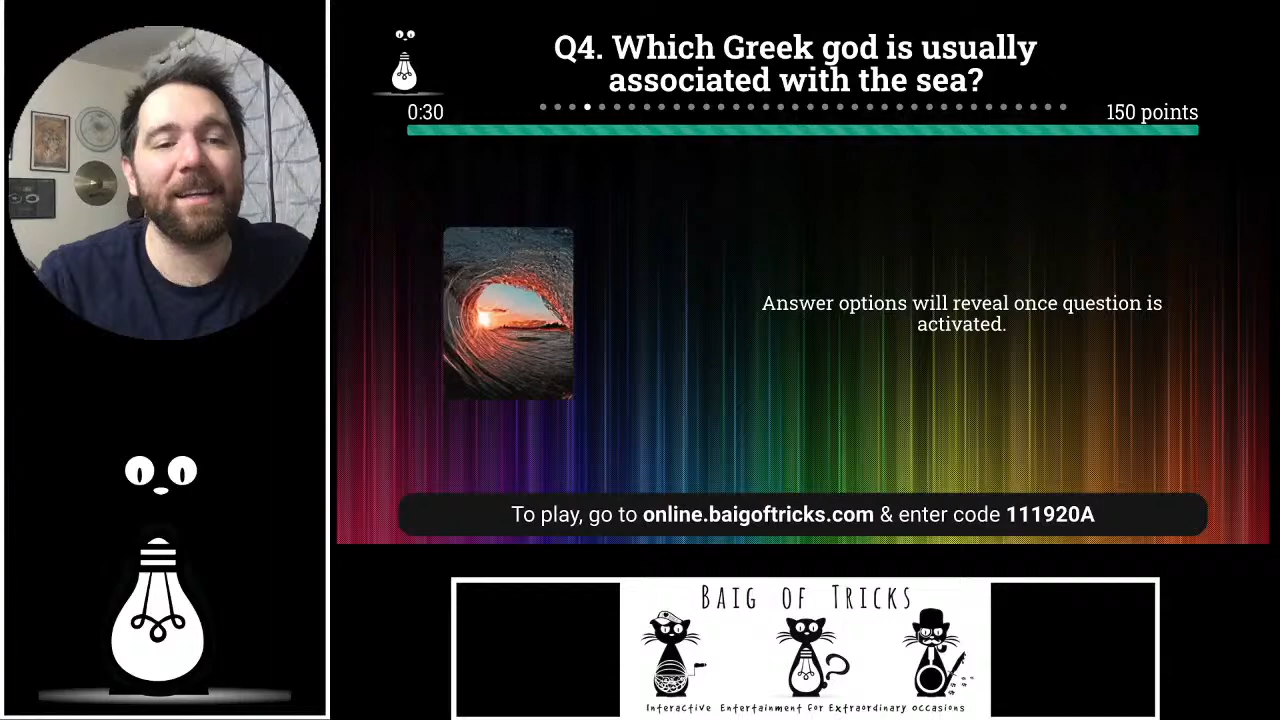 Q4. Which Greek god is usually
associated with the sea?
0:30
150 points
Answer options will reveal once question is
activated.
To play, go to online.baigoftricks.com & enter code 111920A
BAIG OF TRICKS
Interactive Entertainment for Extraordinary Occasions